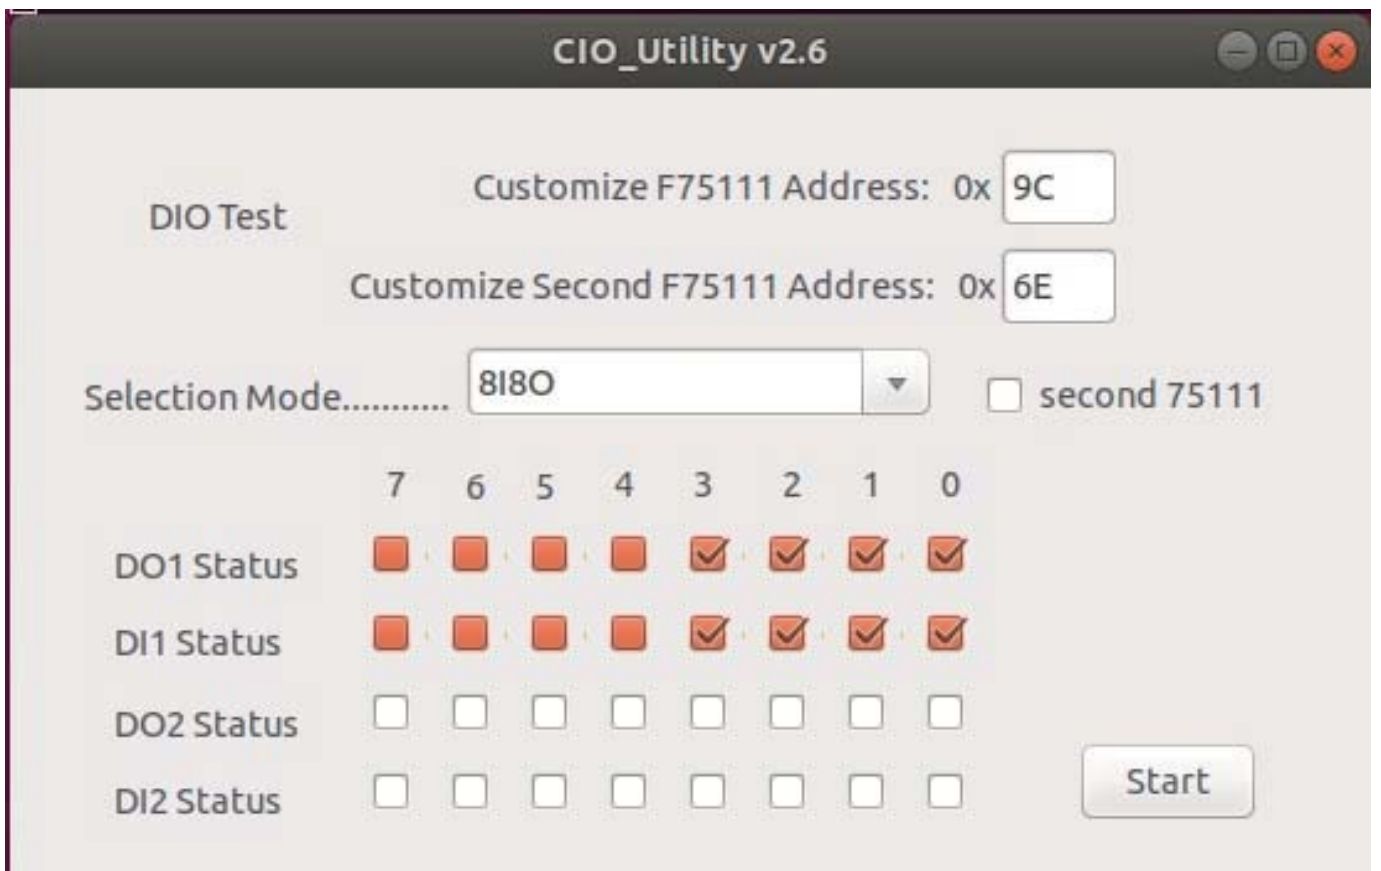 CIO_Utility v2.6
Customize F75111 Address: 0x 9C
DIO Test
Customize Second F75111 Address: 0x 6E
Selection Mode........... 8I8O second 75111
7 6 5 4 3 2 1 0
DO1 Status
DI1 Status
DO2 Status
DI2 Status
Start